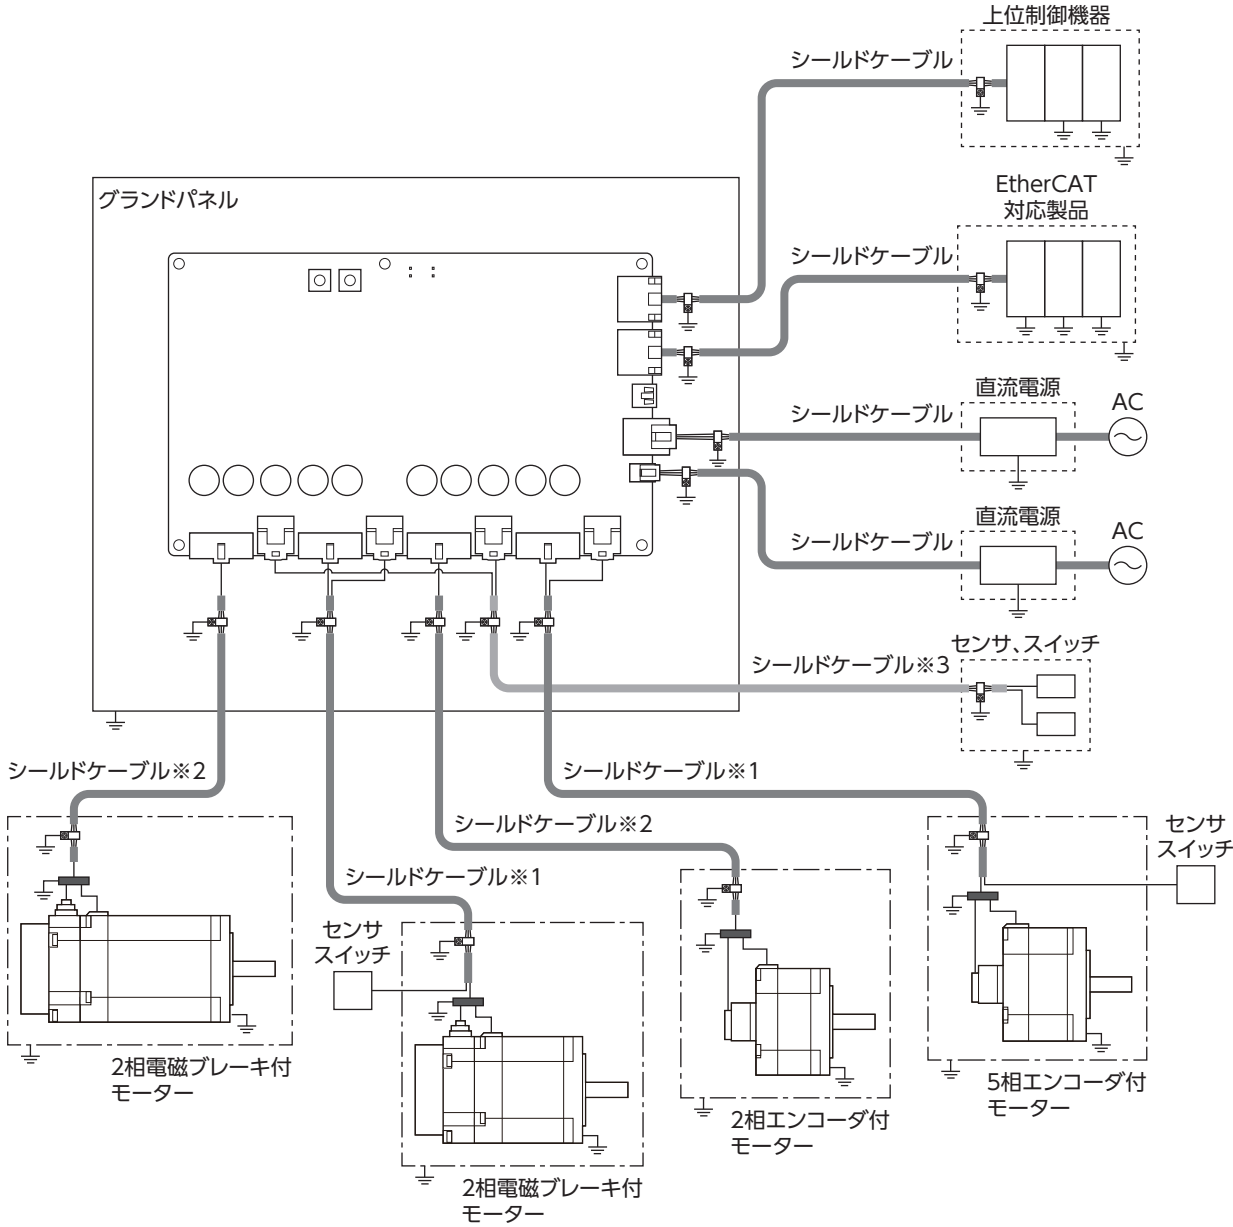 上位制御機器
シールドケーブル
グランドパネル
EtherCAT
対応製品
シールドケーブル
直流電源
AC
シールドケーブル
直流電源
AC
シールドケーブル
センサ、スイッチ
シールドケーブル※3
シールドケーブル※2
シールドケーブル※1
シールドケーブル※2
センサ
スイッチ
シールドケーブル※1
センサ
スイッチ
2相電磁ブレーキ付
モーター
5相エンコーダ付
モーター
2相エンコーダ付
モーター
2相電磁ブレーキ付
モーター